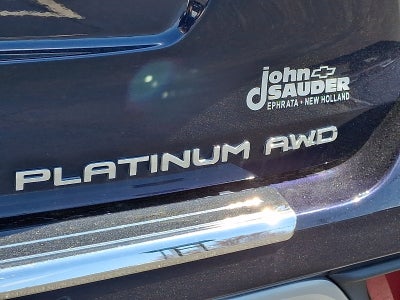 john
SAUDER
EPHRATA • NEW HOLLAND
PLATINUM AWD